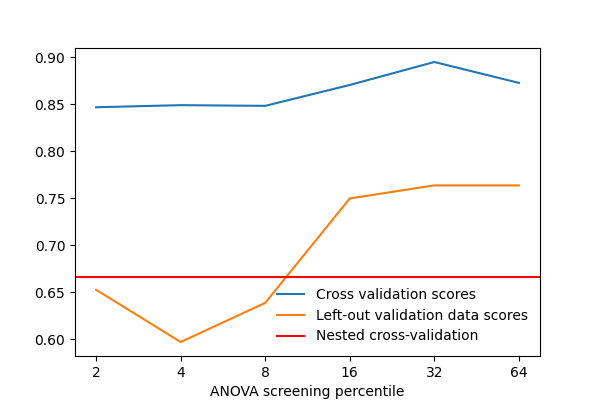 0.90
0.85
0.80
0.75
0.70
0.65
0.60
Cross validation scores
Left-out validation data scores
Nested cross-validation
2 4 8 16 32 64
ANOVA screening percentile